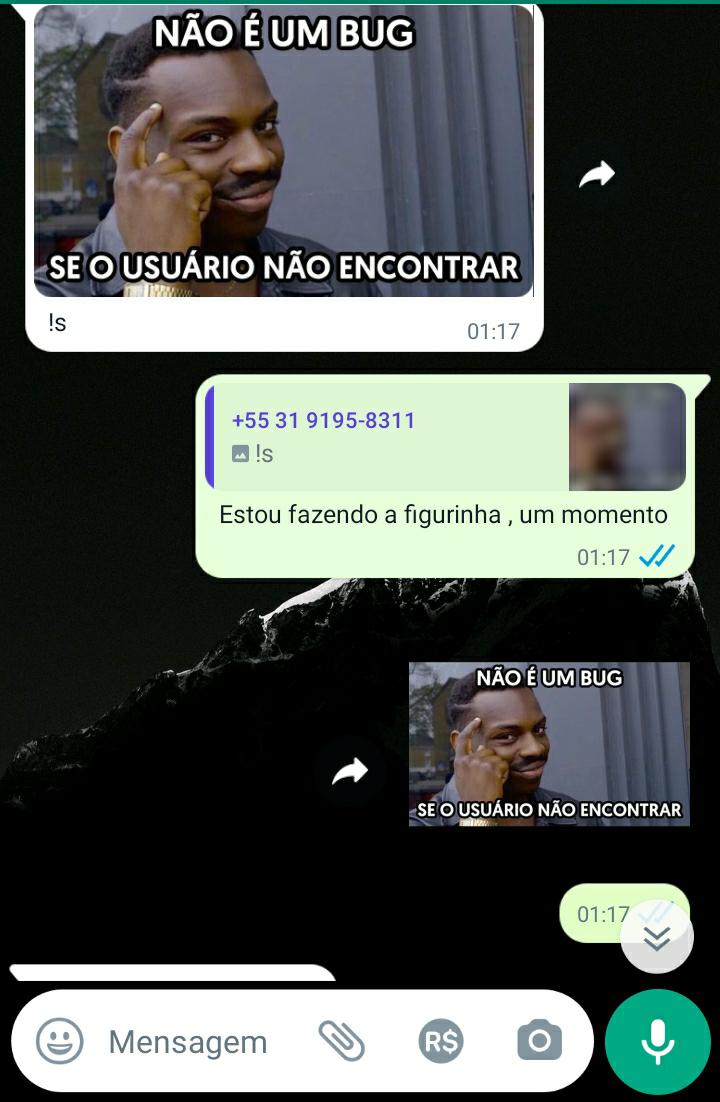 NÃO É UM BUG
SE O USUÁRIO NÃO ENCONTRAR
!s
01:17
+55 31 9195-8311
!s
Estou fazendo a figurinha , um momento
01:17
NÃO É UM BUG
SE O USUÁRIO NÃO ENCONTRAR
01:17
Mensagem
R$